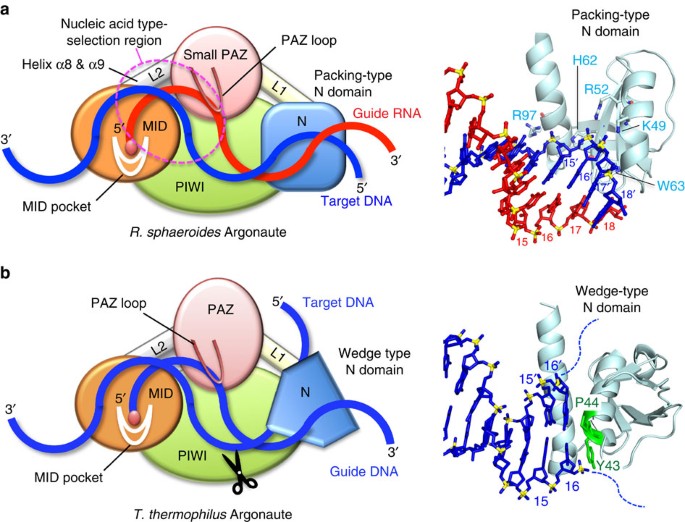 a
Nucleic acid type-
selection region
Helix α8 & α9
L2
Small PAZ
PAZ loop
L1
Packing-type
N domain
Guide RNA
3′
5′
MID
N
3′
PIWI
5′
Target DNA
MID pocket
R. sphaeroides Argonaute
Packing-type
N domain
H62
R52
R97
K49
15′
16′
17′
18′
W63
15
16
17
18
b
PAZ loop
PAZ
5′
Target DNA
L2
L1
Wedge type
N domain
3′
5′
MID
N
MID pocket
PIWI
3′
Guide DNA
T. thermophilus Argonaute
Wedge-type
N domain
15′
16′
P44
Y43
15
16